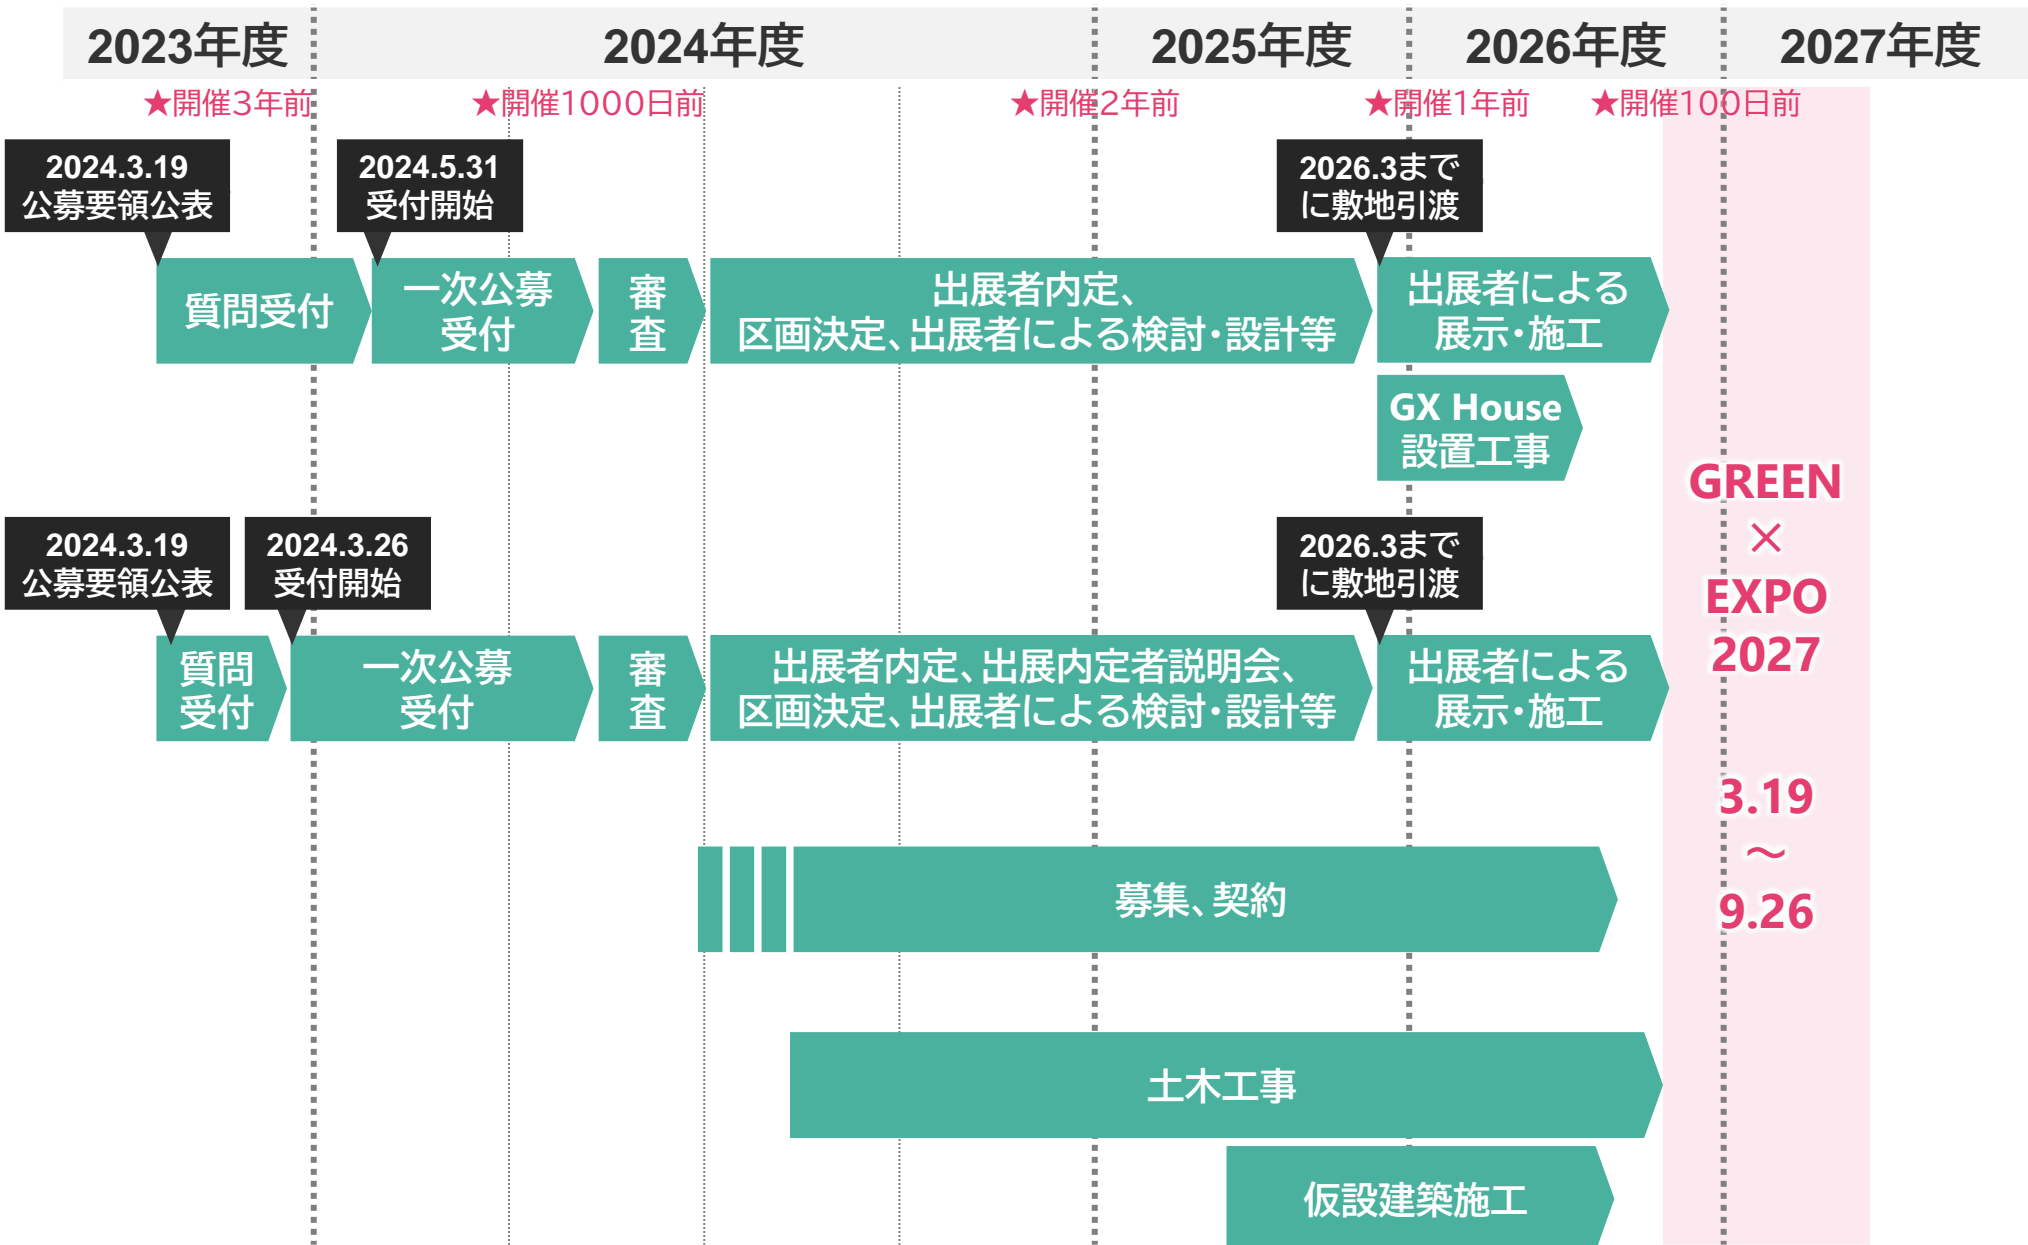 2023年度
2024年度
2025年度
2026年度
2027年度
★開催3年前
★開催1000日前
★開催2年前
★開催1年前
★開催100日前
2024.3.19
公募要領公表
2024.5.31
受付開始
2026.3まで
に敷地引渡
質問受付
一次公募
受付
審
査
出展者内定、
区画決定、出展者による検討・設計等
出展者による
展示・施工
GX House
設置工事
2024.3.19
公募要領公表
2024.3.26
受付開始
2026.3まで
に敷地引渡
質問
受付
一次公募
受付
審
査
出展者内定、出展内定者説明会、
区画決定、出展者による検討・設計等
出展者による
展示・施工
募集、契約
土木工事
仮設建築施工
GREEN
×
EXPO
2027
3.19
～
9.26